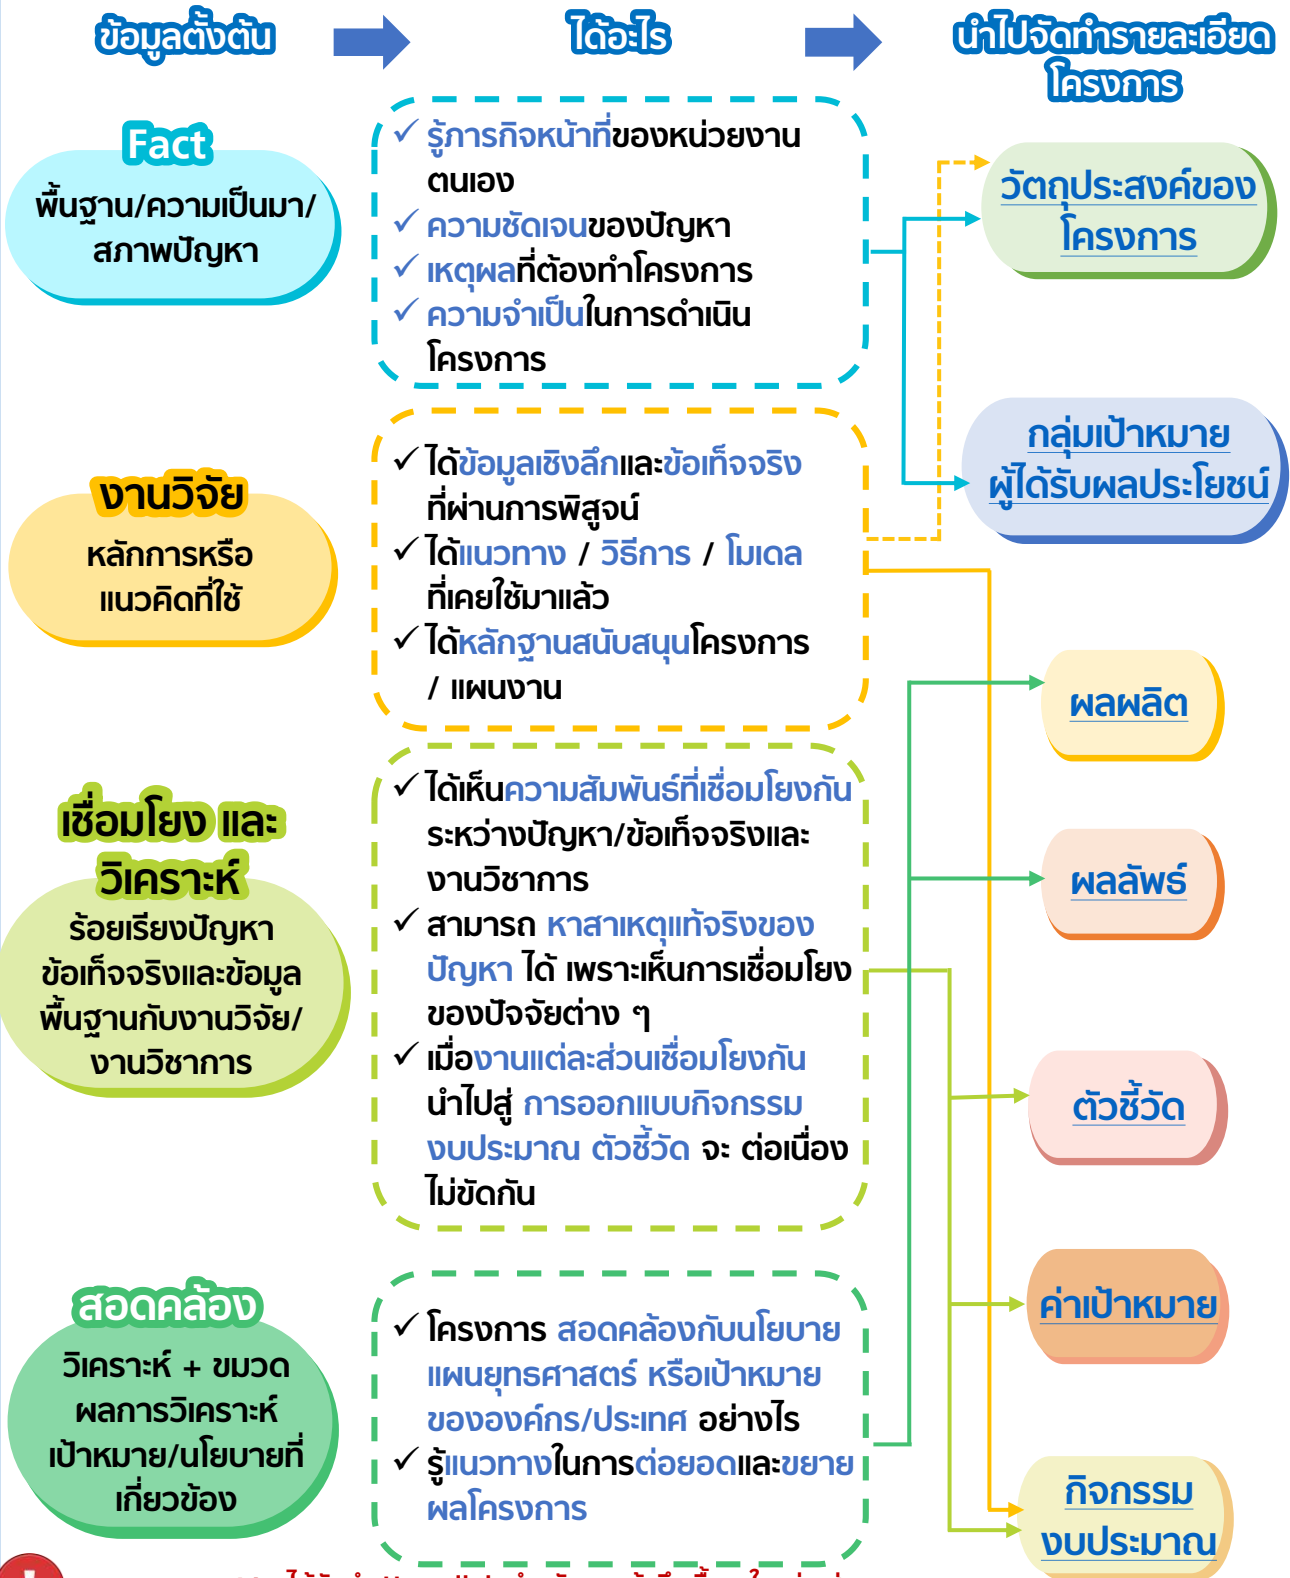 ข้อมูลตั้งต้น
ได้อะไร
นำไปจัดทำรายละเอียด
โครงการ
Fact
พื้นฐาน/ความเป็นมา/
สภาพปัญหา
✓ รู้ภารกิจหน้าที่ของหน่วยงาน
ตนเอง
✓ ความชัดเจนของปัญหา
✓ เหตุผลที่ต้องทำโครงการ
✓ ความจำเป็นในการดำเนิน
โครงการ
วัตถุประสงค์ของ
โครงการ
กลุ่มเป้าหมาย
ผู้ได้รับผลประโยชน์
งานวิจัย
หลักการหรือ
แนวคิดที่ใช้
✓ ได้ข้อมูลเชิงลึกและข้อเท็จจริง
ที่ผ่านการพิสูจน์
✓ ได้แนวทาง / วิธีการ / โมเดล
ที่เคยใช้มาแล้ว
✓ ได้หลักฐานสนับสนุนโครงการ
/ แผนงาน
ผลผลิต
ผลลัพธ์
เชื่อมโยง และ
วิเคราะห์
ร้อยเรียงปัญหา
ข้อเท็จจริงและข้อมูล
พื้นฐานกับงานวิจัย/
งานวิชาการ
✓ ได้เห็นความสัมพันธ์ที่เชื่อมโยงกัน
ระหว่างปัญหา/ข้อเท็จจริงและ
งานวิชาการ
✓ สามารถ หาสาเหตุแท้จริงของ
ปัญหา ได้ เพราะเห็นการเชื่อมโยง
ของปัจจัยต่าง ๆ
✓ เมื่องานแต่ละส่วนเชื่อมโยงกัน
นำไปสู่ การออกแบบกิจกรรม
งบประมาณ ตัวชี้วัด จะ ต่อเนื่อง
ไม่ขัดกัน
ตัวชี้วัด
ค่าเป้าหมาย
สอดคล้อง
วิเคราะห์ + ขมวด
ผลการวิเคราะห์
เป้าหมาย/นโยบายที่
เกี่ยวข้อง
✓ โครงการ สอดคล้องกับนโยบาย
แผนยุทธศาสตร์ หรือเป้าหมาย
ขององค์กร/ประเทศ อย่างไร
✓ รู้แนวทางในการต่อยอดและขยาย
ผลโครงการ
กิจกรรม
งบประมาณ